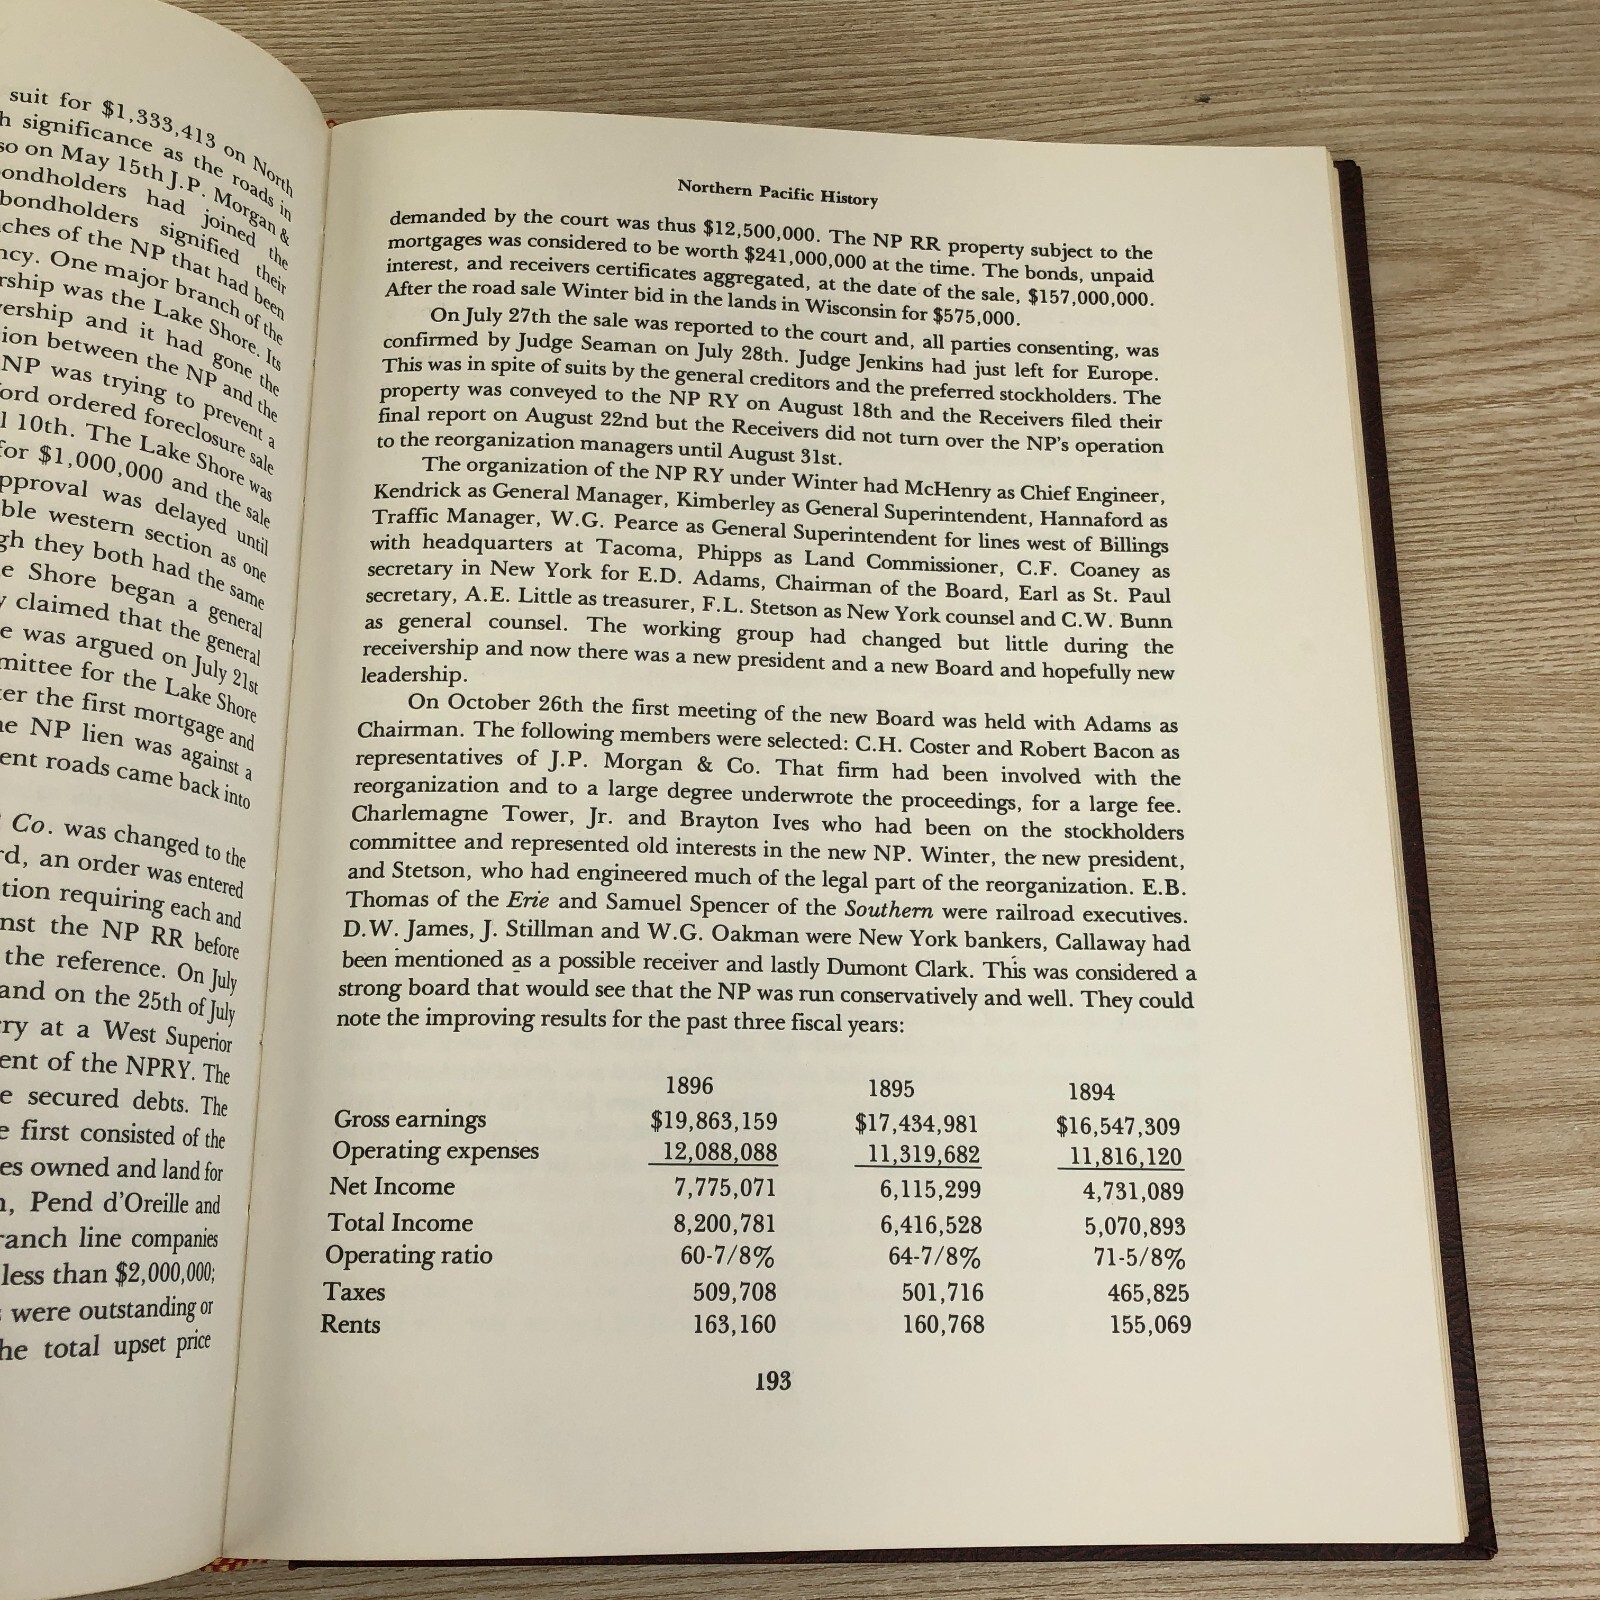 suit for $1,333,413 on North
significance as the roads in
so on May 15th J.P. Morgan &
bondholders had joined the
bondholders signified their
ches of the NP that had been
ncy. One major branch of the
rship was the Lake Shore. Its
ership and it had gone the
ion between the NP and the
NP was trying to prevent a
ord ordered foreclosure sale
l 10th. The Lake Shore was
for $1,000,000 and the sale
pproval was delayed until
ble western section as one
gh they both had the same
e Shore began a general
y claimed that the general
e was argued on July 21st
mittee for the Lake Shore
er the first mortgage and
e NP lien was against a
ent roads came back into
Co. was changed to the
rd, an order was entered
tion requiring each and
nst the NP RR before
the reference. On July
and on the 25th of July
ry at a West Superior
ent of the NPRY. The
e secured debts. The
e first consisted of the
es owned and land for
n, Pend d'Oreille and
ranch line companies
less than $2,000,000;
were outstanding or
he total upset price
Northern Pacific History
demanded by the court was thus $12,500,000. The NP RR property subject to the
mortgages was considered to be worth $241,000,000 at the time. The bonds, unpaid
interest, and receivers certificates aggregated, at the date of the sale, $157,000,000.
After the road sale Winter bid in the lands in Wisconsin for $575,000.
On July 27th the sale was reported to the court and, all parties consenting, was
confirmed by Judge Seaman on July 28th. Judge Jenkins had just left for Europe.
This was in spite of suits by the general creditors and the preferred stockholders. The
property was conveyed to the NP RY on August 18th and the Receivers filed their
final report on August 22nd but the Receivers did not turn over the NP's operation
to the reorganization managers until August 31st.
The organization of the NP RY under Winter had McHenry as Chief Engineer,
Kendrick as General Manager, Kimberley as General Superintendent, Hannaford as
Traffic Manager, W.G. Pearce as General Superintendent for lines west of Billings
with headquarters at Tacoma, Phipps as Land Commissioner, C.F. Coaney as
secretary in New York for E.D. Adams, Chairman of the Board, Earl as St. Paul
secretary, A.E. Little as treasurer, F.L. Stetson as New York counsel and C.W. Bunn
as general counsel. The working group had changed but little during the
receivership and now there was a new president and a new Board and hopefully new
leadership.
On October 26th the first meeting of the new Board was held with Adams as
Chairman. The following members were selected: C.H. Coster and Robert Bacon as
representatives of J.P. Morgan & Co. That firm had been involved with the
reorganization and to a large degree underwrote the proceedings, for a large fee.
Charlemagne Tower, Jr. and Brayton Ives who had been on the stockholders
committee and represented old interests in the new NP. Winter, the new president,
and Stetson, who had engineered much of the legal part of the reorganization. E.B.
Thomas of the Erie and Samuel Spencer of the Southern were railroad executives.
D.W. James, J. Stillman and W.G. Oakman were New York bankers, Callaway had
been mentioned as a possible receiver and lastly Dumont Clark. This was considered a
strong board that would see that the NP was run conservatively and well. They could
note the improving results for the past three fiscal years:
1896 1895 1894
Gross earnings $19,863,159 $17,434,981 $16,547,309
Operating expenses 12,088,088 11,319,682 11,816,120
Net Income 7,775,071 6,115,299 4,731,089
Total Income 8,200,781 6,416,528 5,070,893
Operating ratio 60-7/8% 64-7/8% 71-5/8%
Taxes 509,708 501,716 465,825
Rents 163,160 160,768 155,069
193